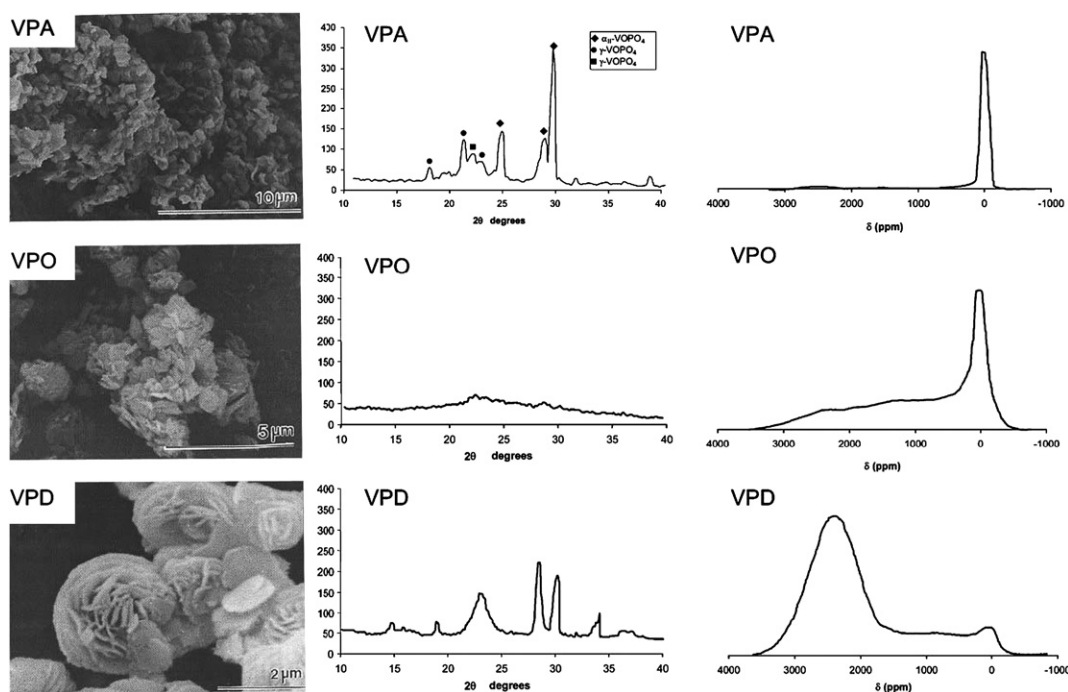 VPA
10 µm
VPA
400
350
300
250
200
150
100
50
0
◆ αII-VOPO4
● γ-VOPO4
■ γ-VOPO4
10 15 20 25 30 35 40
2θ degrees
VPA
4000 3000 2000 1000 0 -1000
δ (ppm)
VPO
5 µm
VPO
400
350
300
250
200
150
100
50
0
10 15 20 25 30 35 40
2θ degrees
VPO
4000 3000 2000 1000 0 -1000
δ (ppm)
VPD
2 µm
VPD
400
350
300
250
200
150
100
50
0
10 15 20 25 30 35 40
2θ degrees
VPD
4000 3000 2000 1000 0 -1000
δ (ppm)